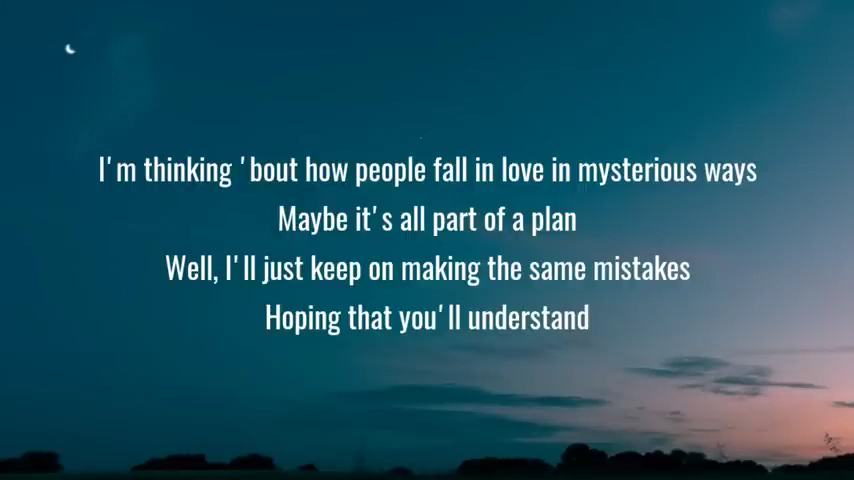 I'm thinking 'bout how people fall in love in mysterious ways
Maybe it's all part of a plan
Well, I'll just keep on making the same mistakes
Hoping that you'll understand